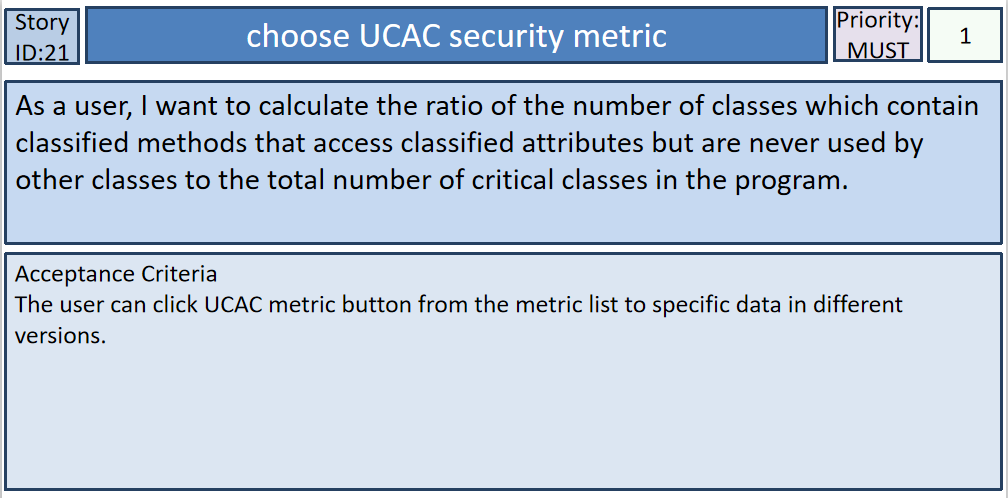 Story
ID:21
choose UCAC security metric
Priority:
MUST
1
As a user, I want to calculate the ratio of the number of classes which contain
classified methods that access classified attributes but are never used by
other classes to the total number of critical classes in the program.
Acceptance Criteria
The user can click UCAC metric button from the metric list to specific data in different
versions.